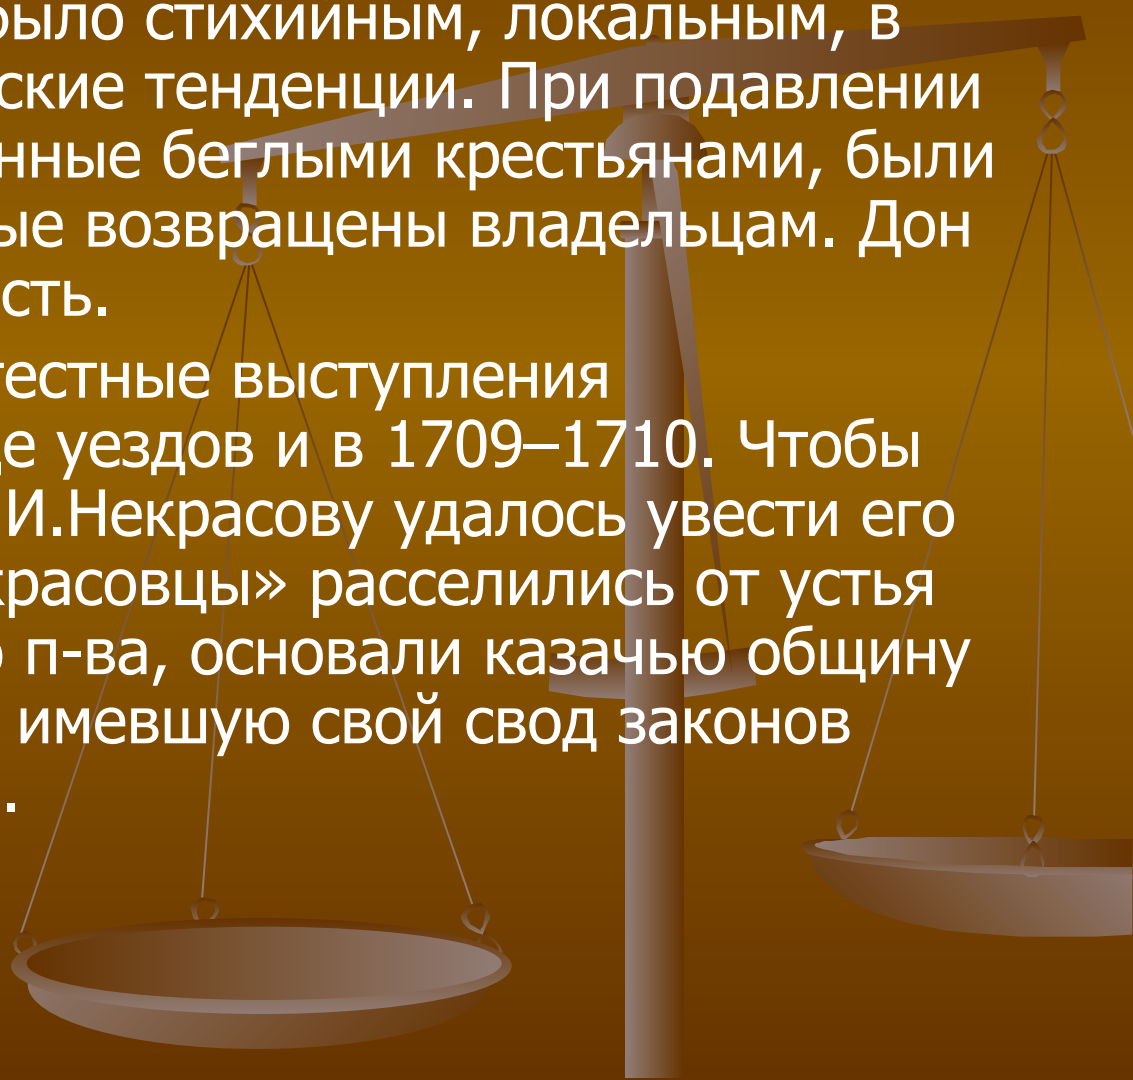 было стихийным, локальным, в
ские тенденции. При подавлении
нные беглыми крестьянами, были
ые возвращены владельцам. Дон
сть.
тестные выступления
де уездов и в 1709–1710. Чтобы
И.Некрасову удалось увести его
красовцы» расселились от устья
п-ва, основали казачью общину
имевшую свой свод законов
.